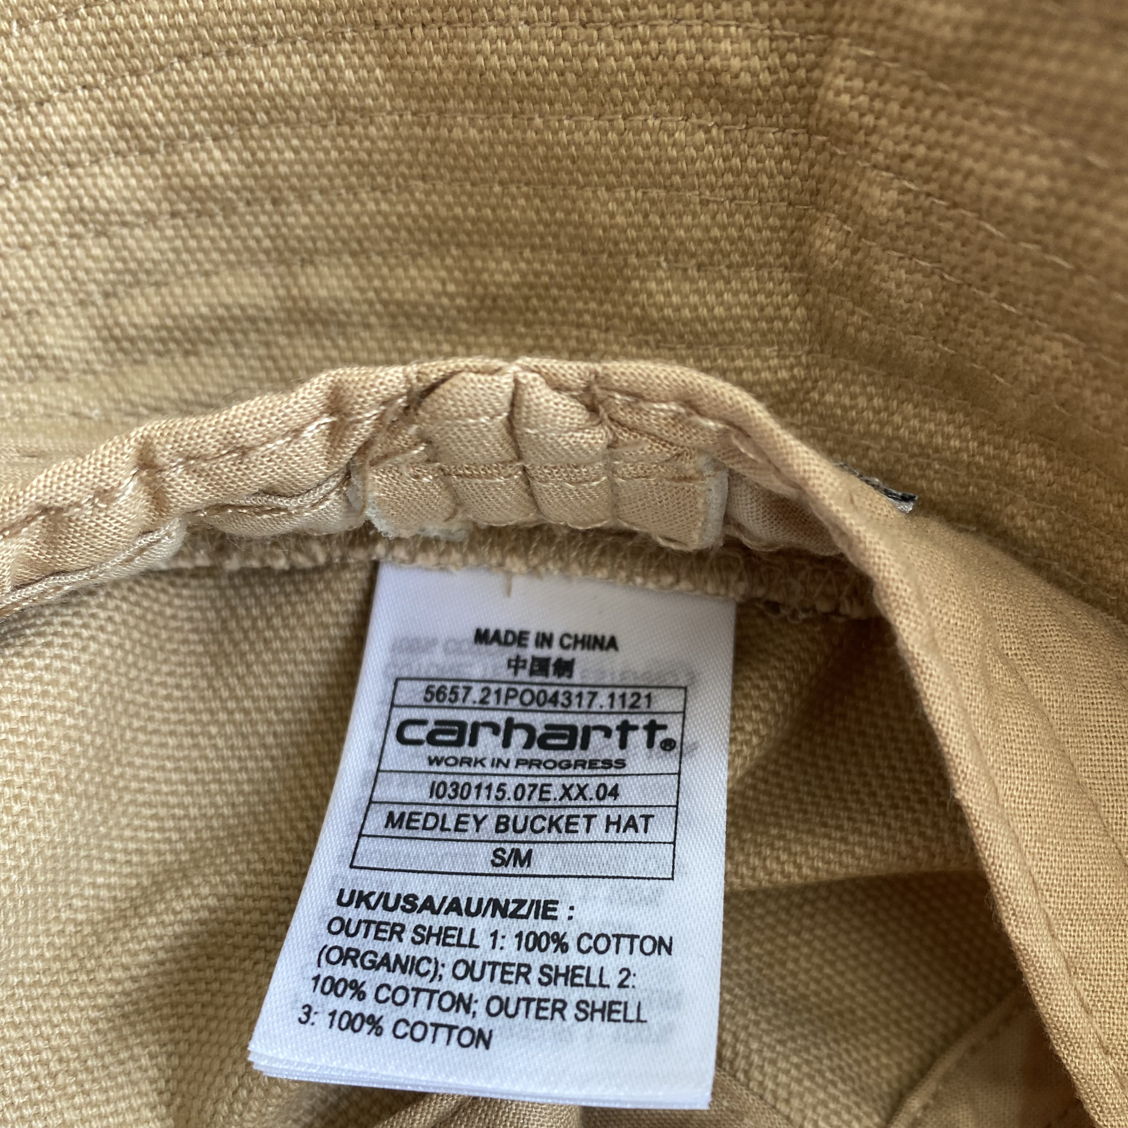 MADE IN CHINA
中国制
5657.21PO04317.1121
carhartt®
WORK IN PROGRESS
I030115.07E.XX.04
MEDLEY BUCKET HAT
S/M
UK/USA/AU/NZ/IE :
OUTER SHELL 1: 100% COTTON
(ORGANIC); OUTER SHELL 2:
100% COTTON; OUTER SHELL
3: 100% COTTON